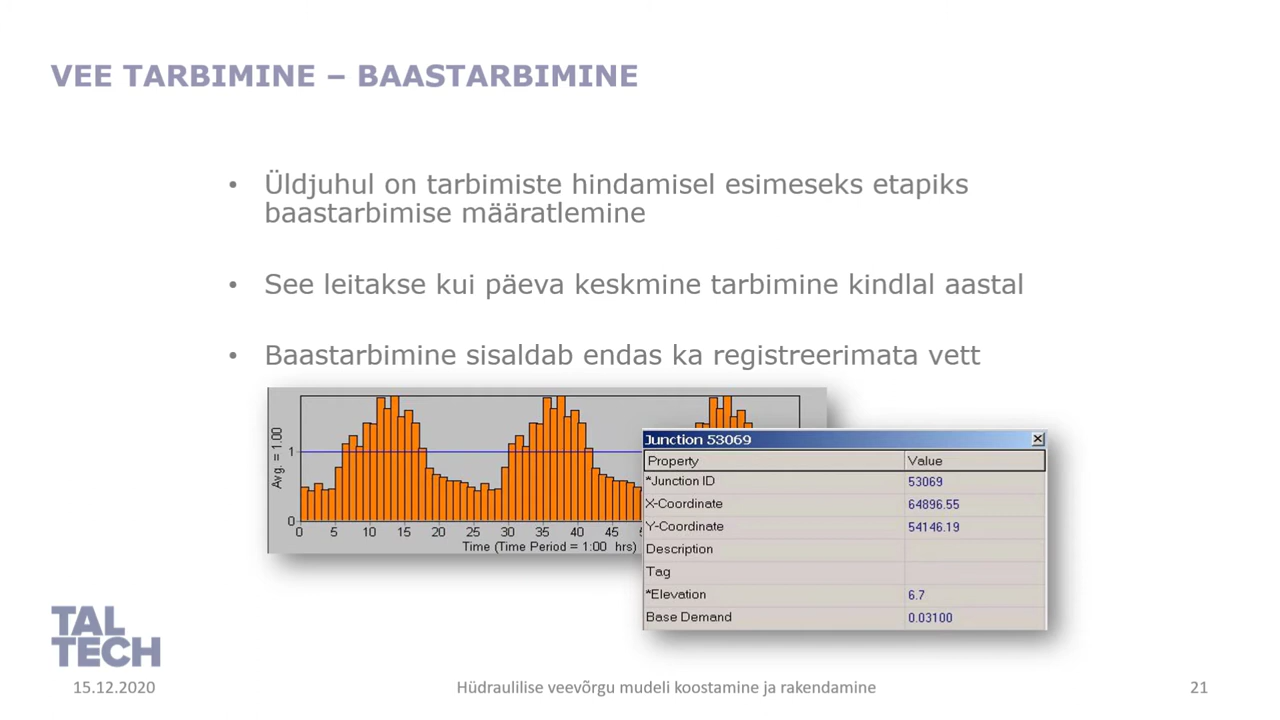 VEE TARBIMINE – BAASTARBIMINE
• Üldjuhul on tarbimiste hindamisel esimeseks etapiks
baastarbimise määratlemine
• See leitakse kui päeva keskmine tarbimine kindlal aastal
• Baastarbimine sisaldab endas ka registreerimata vett
Avg. = 1.00
1
0
0 5 10 15 20 25 30 35 40 45
Time (Time Period = 1:00 hrs)
Junction 53069
Property Value
*Junction ID 53069
X-Coordinate 64896.55
Y-Coordinate 54146.19
Description
Tag
*Elevation 6.7
Base Demand 0.03100
TAL
TECH
15.12.2020 Hüdraulilise veevõrgu mudeli koostamine ja rakendamine 21